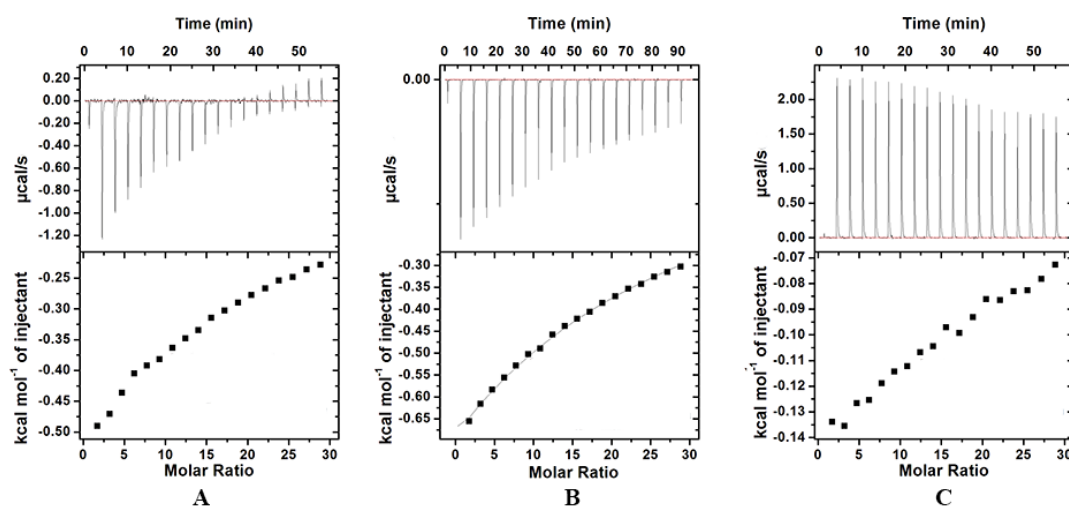 Time (min)
0 10 20 30 40 50
0.20
0.00
-0.20
-0.40
-0.60
-0.80
-1.00
-1.20
µcal/s
-0.25
-0.30
-0.35
-0.40
-0.45
-0.50
kcal mol⁻¹ of injectant
0 5 10 15 20 25 30
Molar Ratio
A
Time (min)
0 10 20 30 40 50 60 70 80 90
0.00
µcal/s
-0.30
-0.35
-0.40
-0.45
-0.50
-0.55
-0.60
-0.65
kcal mol⁻¹ of injectant
0 5 10 15 20 25 30
Molar Ratio
B
Time (min)
0 10 20 30 40 50
2.00
2.25
1.50
0.75
0.00
µcal/s
-0.07
-0.08
-0.09
-0.10
-0.11
-0.12
-0.13
-0.14
kcal mol⁻¹ of injectant
0 5 10 15 20 25 30
Molar Ratio
C